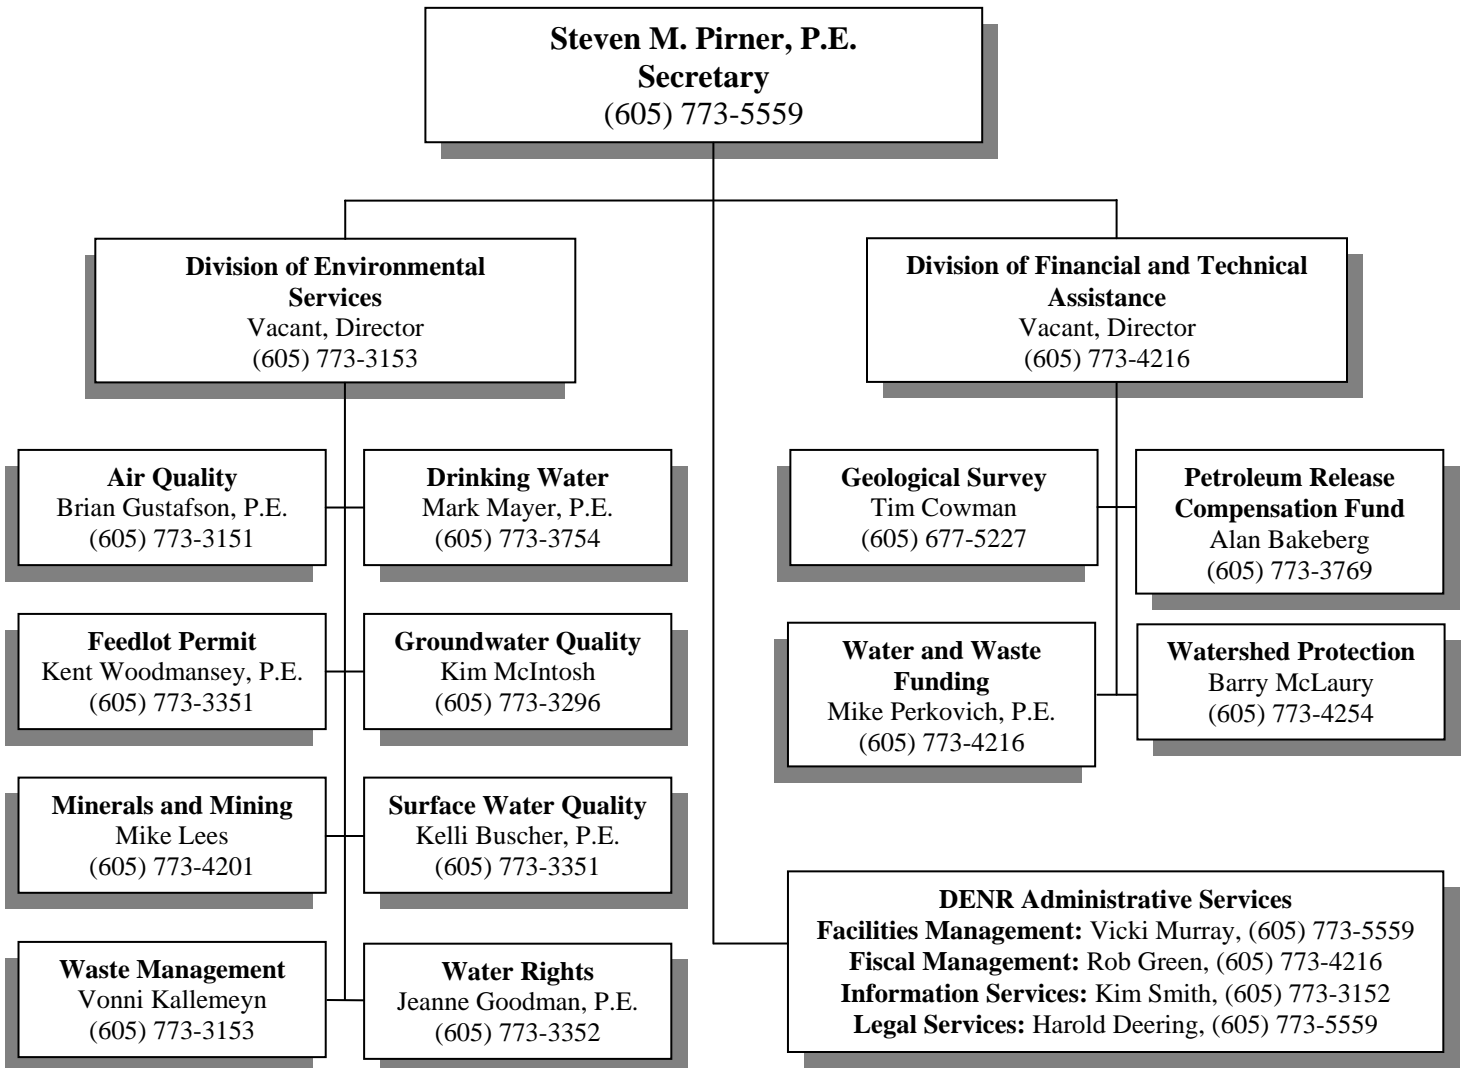 Steven M. Pirner, P.E.
Secretary
(605) 773-5559
Division of Environmental
Services
Vacant, Director
(605) 773-3153
Division of Financial and Technical
Assistance
Vacant, Director
(605) 773-4216
Air Quality
Brian Gustafson, P.E.
(605) 773-3151
Drinking Water
Mark Mayer, P.E.
(605) 773-3754
Feedlot Permit
Kent Woodmansey, P.E.
(605) 773-3351
Groundwater Quality
Kim McIntosh
(605) 773-3296
Minerals and Mining
Mike Lees
(605) 773-4201
Surface Water Quality
Kelli Buscher, P.E.
(605) 773-3351
Waste Management
Vonni Kallemeyn
(605) 773-3153
Water Rights
Jeanne Goodman, P.E.
(605) 773-3352
Geological Survey
Tim Cowman
(605) 677-5227
Petroleum Release
Compensation Fund
Alan Bakeberg
(605) 773-3769
Water and Waste
Funding
Mike Perkovich, P.E.
(605) 773-4216
Watershed Protection
Barry McLaury
(605) 773-4254
DENR Administrative Services
Facilities Management: Vicki Murray, (605) 773-5559
Fiscal Management: Rob Green, (605) 773-4216
Information Services: Kim Smith, (605) 773-3152
Legal Services: Harold Deering, (605) 773-5559